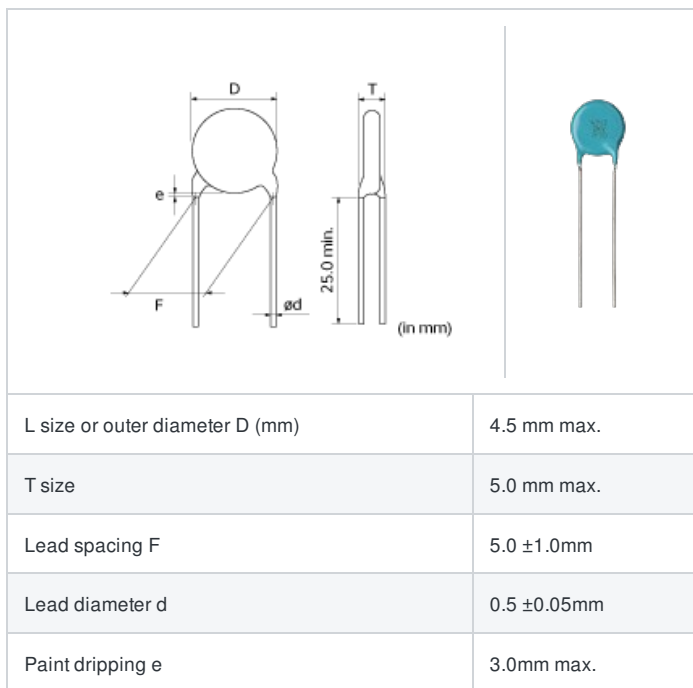 D
T
e
F
ød
25.0 min.
(in mm)
L size or outer diameter D (mm) 4.5 mm max.
T size 5.0 mm max.
Lead spacing F 5.0 ±1.0mm
Lead diameter d 0.5 ±0.05mm
Paint dripping e 3.0mm max.